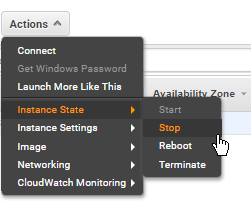 Actions
Connect
Get Windows Password
Launch More Like This
Availability Zone
Instance State
Start
Instance Settings
Stop
Image
Reboot
Networking
Terminate
CloudWatch Monitoring